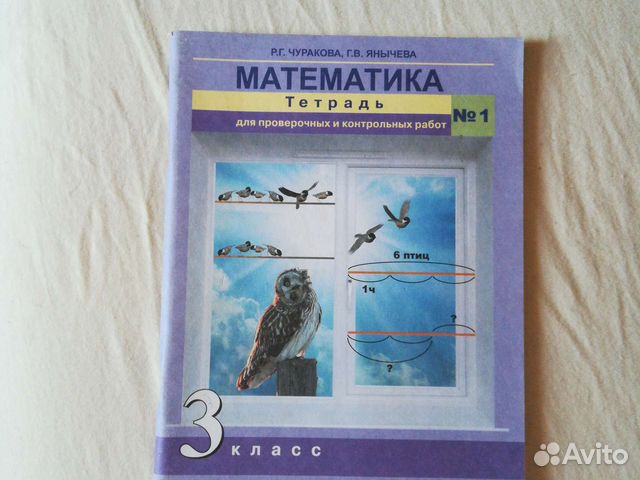 Р.Г. ЧУРАКОВА, Г.В. ЯНЫЧЕВА
МАТЕМАТИКА
Тетрадь
для проверочных и контрольных работ
№1
6 птиц
1ч
?
?
3 класс
Avito